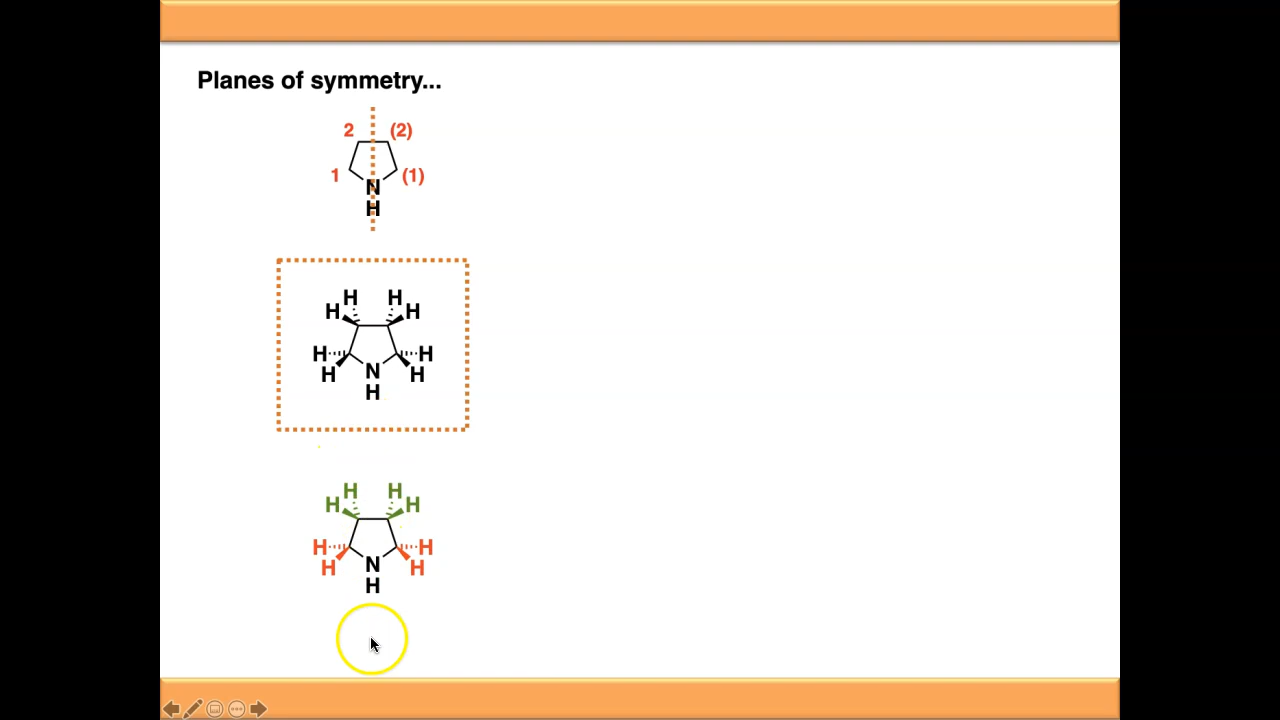 Planes of symmetry...
2 (2)
1 (1)
N
H
H H
H H
H H
H N H
H
H H
H H
H H
H N H
H